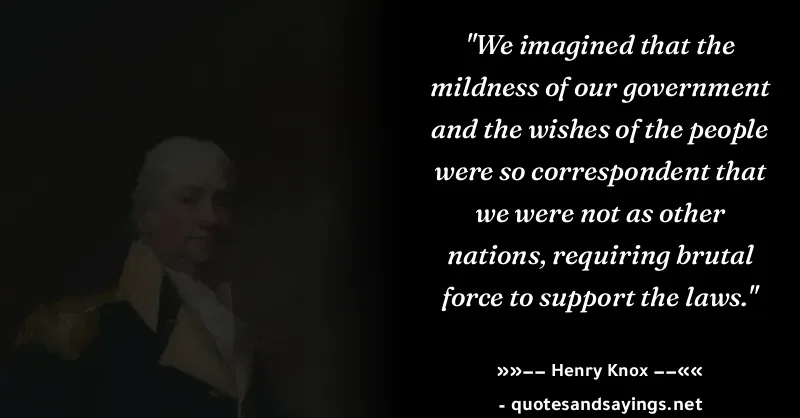 "We imagined that the
mildness of our government
and the wishes of the people
were so correspondent that
we were not as other
nations, requiring brutal
force to support the laws."
»»−− Henry Knox −−««
- quotesandsayings.net